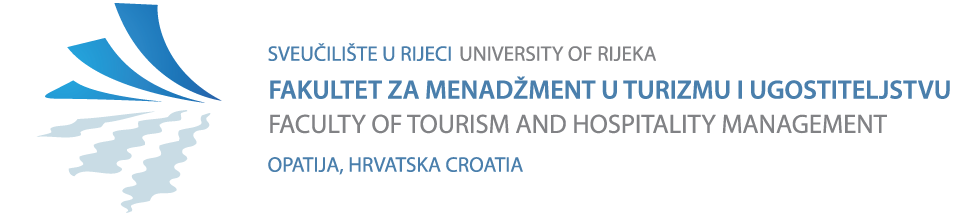 SVEUČILIŠTE U RIJECI UNIVERSITY OF RIJEKA
FAKULTET ZA MENADŽMENT U TURIZMU I UGOSTITELJSTVU
FACULTY OF TOURISM AND HOSPITALITY MANAGEMENT
OPATIJA, HRVATSKA CROATIA